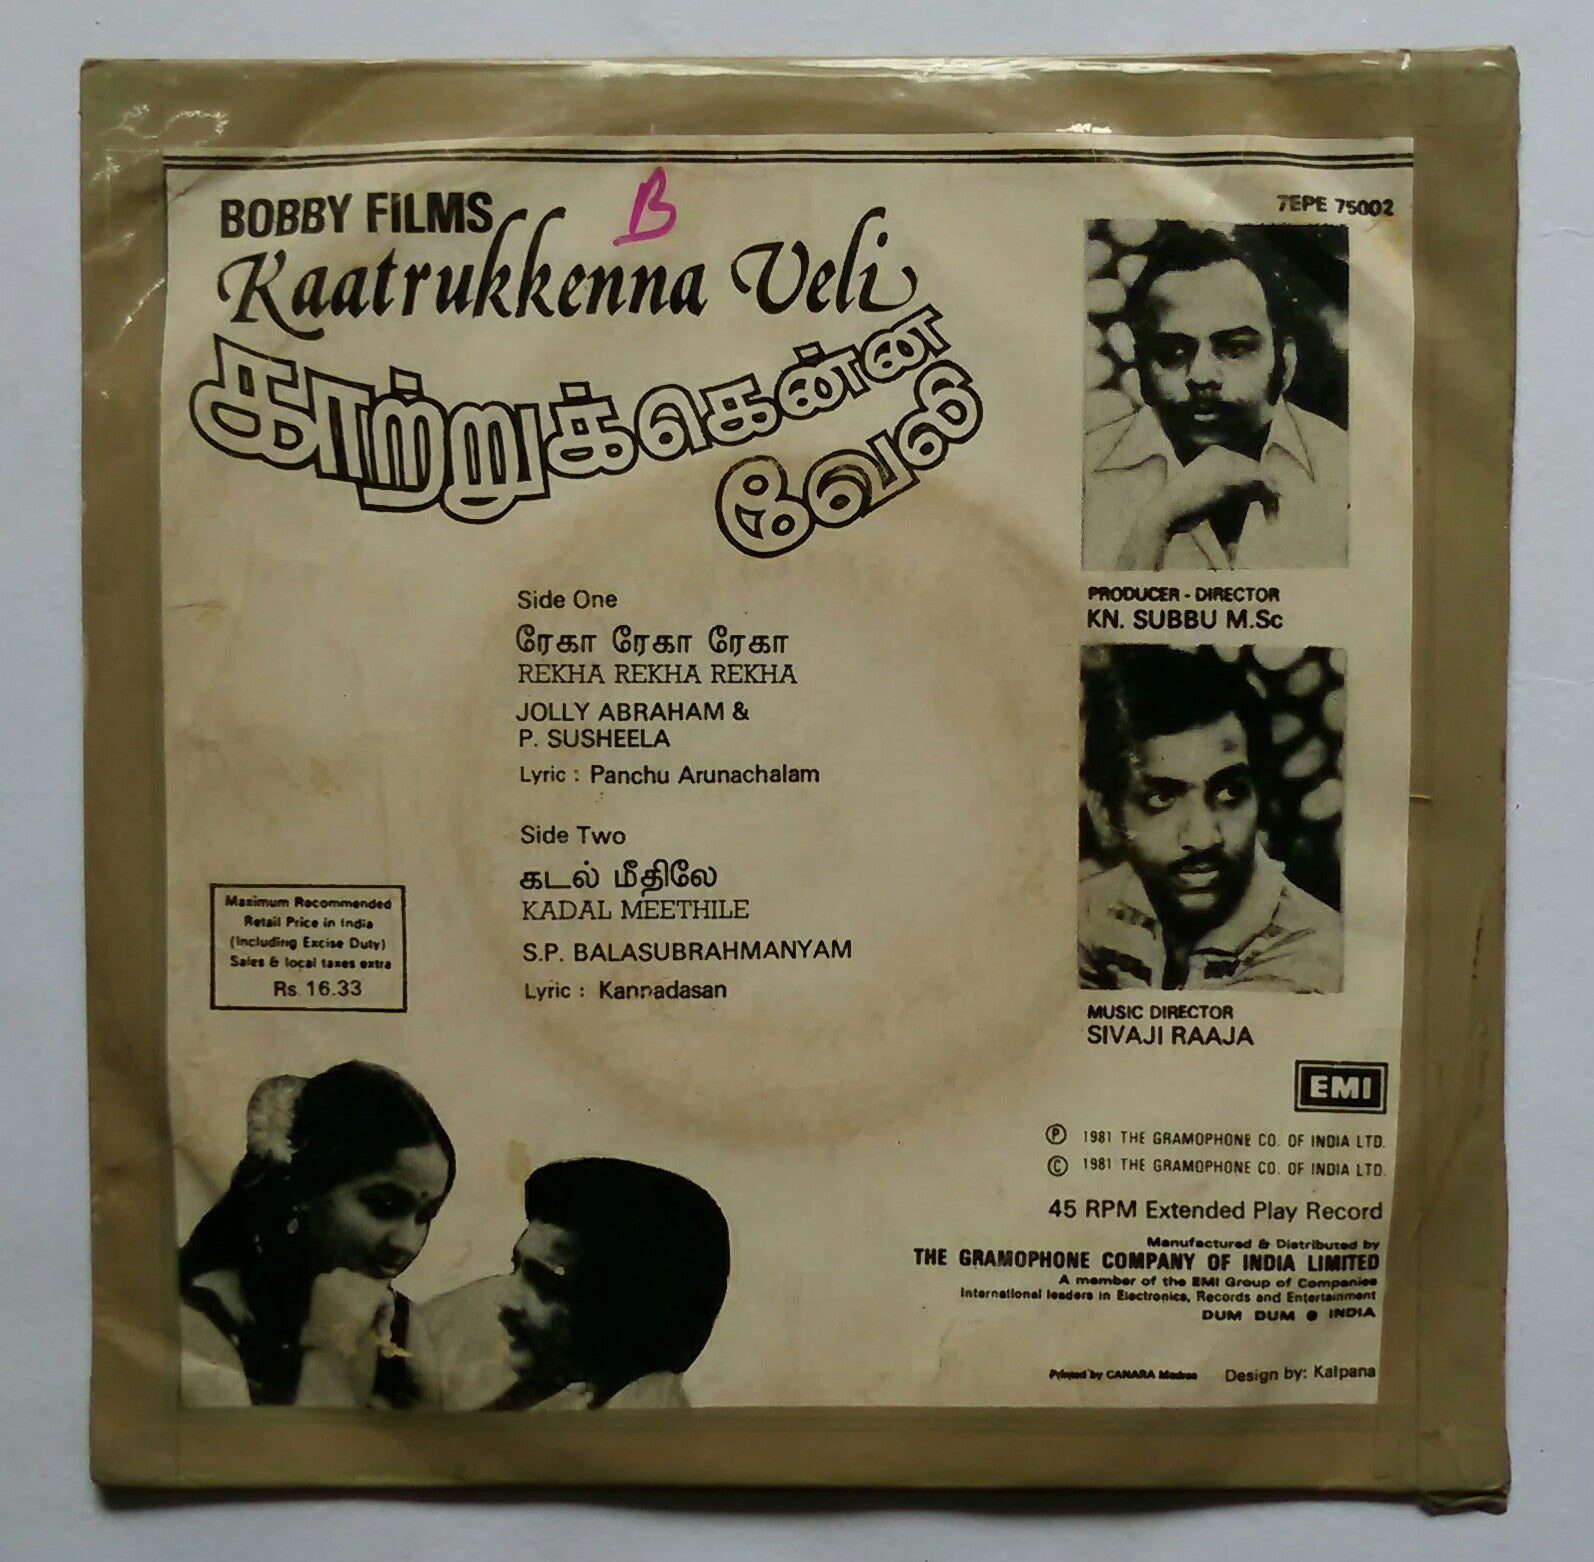 BOBBY FILMS
B
7EPE 75002
Kaatrukkenna Veli
காற்றுக்கென்ன
வேலி
Side One
ரேகா ரேகா ரேகா
REKHA REKHA REKHA
JOLLY ABRAHAM &
P. SUSHEELA
Lyric : Panchu Arunachalam
Side Two
கடல் மீதிலே
KADAL MEETHILE
S.P. BALASUBRAHMANYAM
Lyric : Kannadasan
Maximum Recommended
Retail Price in India
(Including Excise Duty)
Sales & local taxes extra
Rs. 16.33
PRODUCER - DIRECTOR
KN. SUBBU M.Sc
MUSIC DIRECTOR
SIVAJI RAAJA
EMI
Ⓟ 1981 THE GRAMOPHONE CO. OF INDIA LTD.
© 1981 THE GRAMOPHONE CO. OF INDIA LTD.
45 RPM Extended Play Record
Manufactured & Distributed by
THE GRAMOPHONE COMPANY OF INDIA LIMITED
A member of the EMI Group of Companies
International leaders in Electronics, Records and Entertainment
DUM DUM ● INDIA
Printed by CANARA Madras Design by: Kalpana